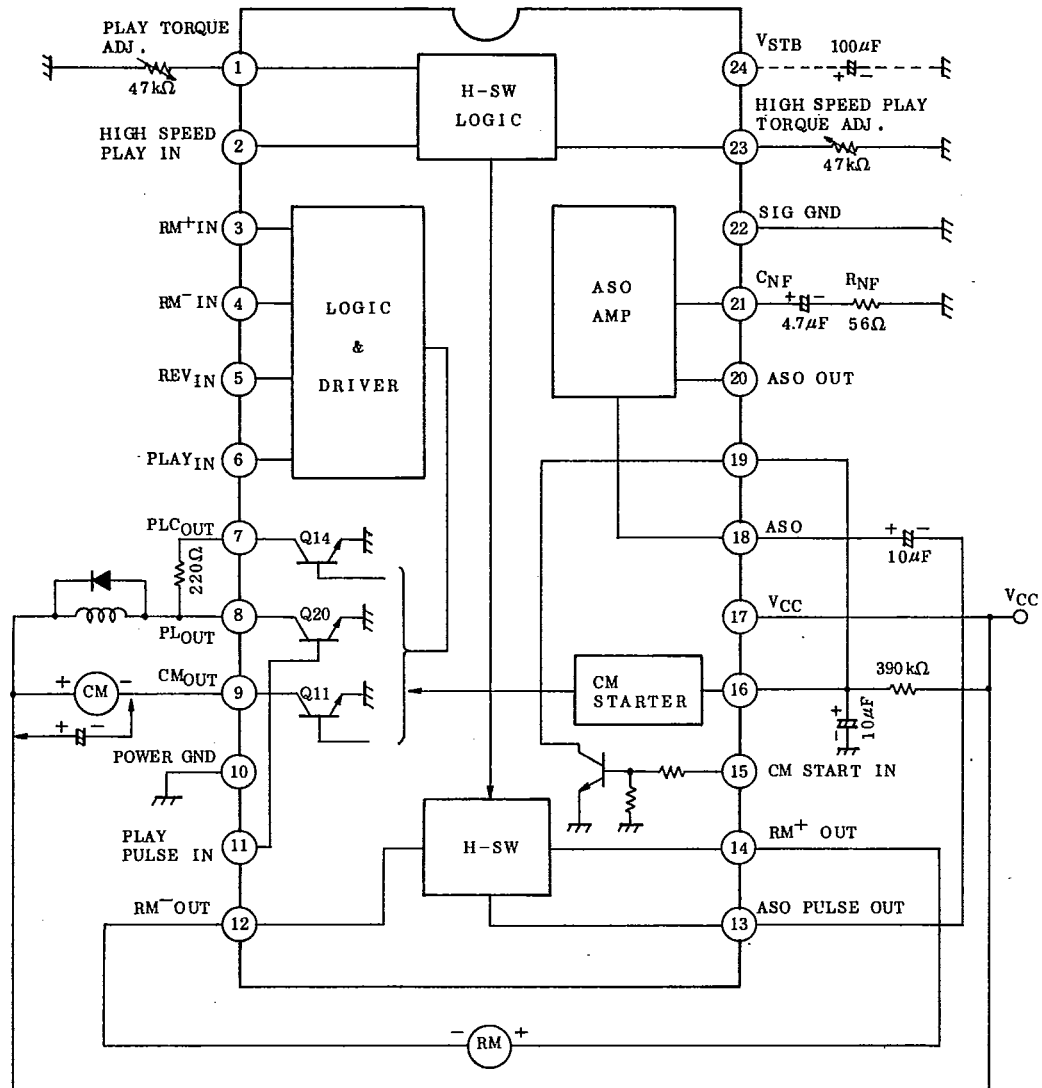 PLAY TORQUE
ADJ.
47kΩ
1
H-SW
LOGIC
24
VSTB
100μF
+ -
HIGH SPEED PLAY
TORQUE ADJ.
HIGH SPEED
PLAY IN
2
23
47kΩ
RM+IN
3
22
SIG GND
RM-IN
4
LOGIC
&
DRIVER
ASO
AMP
21
CNF
+ -
4.7μF
RNF
56Ω
REVIN
5
20
ASO OUT
PLAYIN
6
19
PLCOUT
7
Q14
18
ASO
+ -
10μF
220Ω
PLOUT
8
Q20
17
VCC
VCC
+ CM -
CMOUT
9
Q11
CM
STARTER
16
390kΩ
+ -
+
-
10μF
POWER GND
10
15
CM START IN
PLAY
PULSE IN
11
H-SW
14
RM+ OUT
RM-OUT
12
13
ASO PULSE OUT
- RM +